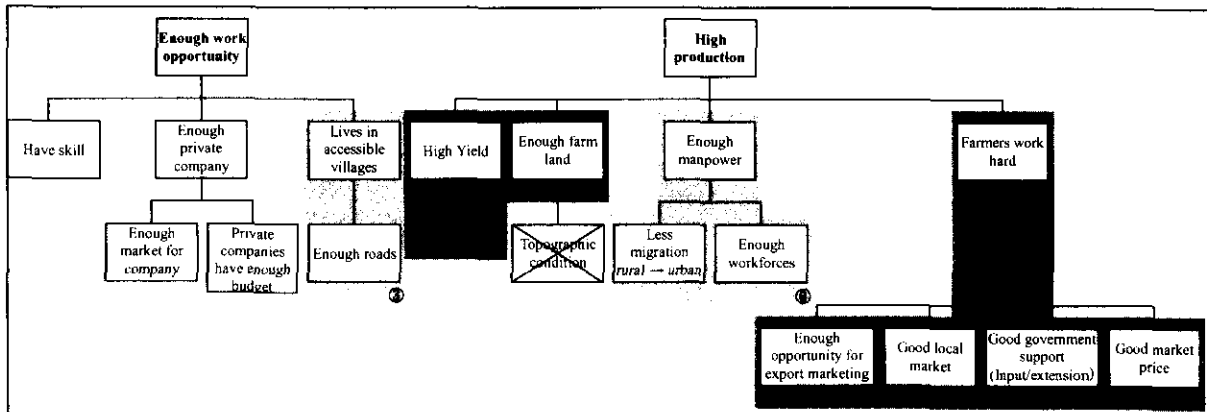 Enough work
opportunity
High
production
Have skill
Enough
private
company
Lives in
accessible
villages
High Yield
Enough farm
land
Enough
manpower
Farmers work
hard
Enough
market for
company
Private
companies
have enough
budget
Enough roads
Topographic
condition
Less
migration
rural → urban
Enough
workforces
Enough
opportunity for
export marketing
Good local
market
Good government
support
(Input/extension)
Good market
price